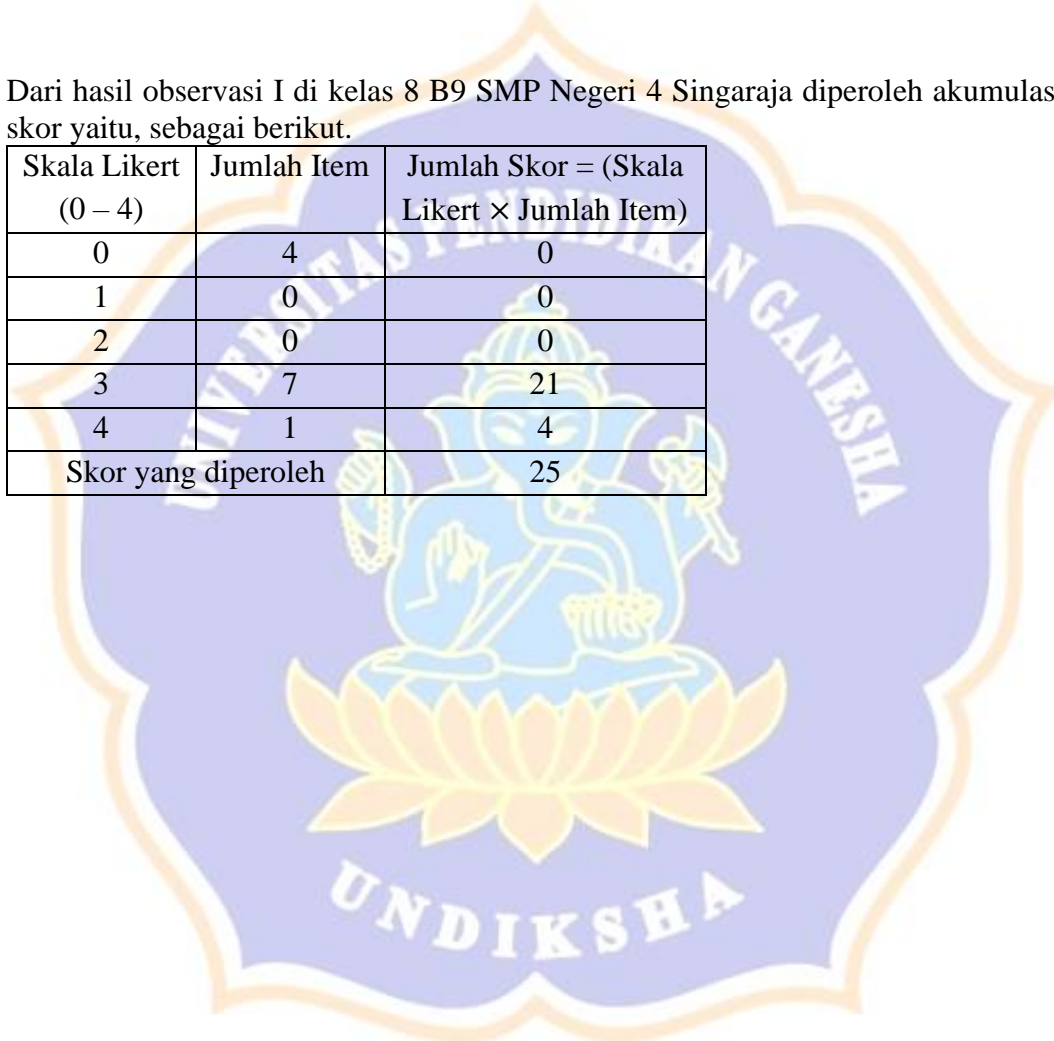 Dari hasil observasi I di kelas 8 B9 SMP Negeri 4 Singaraja diperoleh akumulas
skor yaitu, sebagai berikut.
Skala Likert (0 – 4) Jumlah Item Jumlah Skor = (Skala Likert × Jumlah Item)
0 4 0
1 0 0
2 0 0
3 7 21
4 1 4
Skor yang diperoleh 25
UNIVERSITAS PENDIDIKAN GANESHA
UNDIKSHA